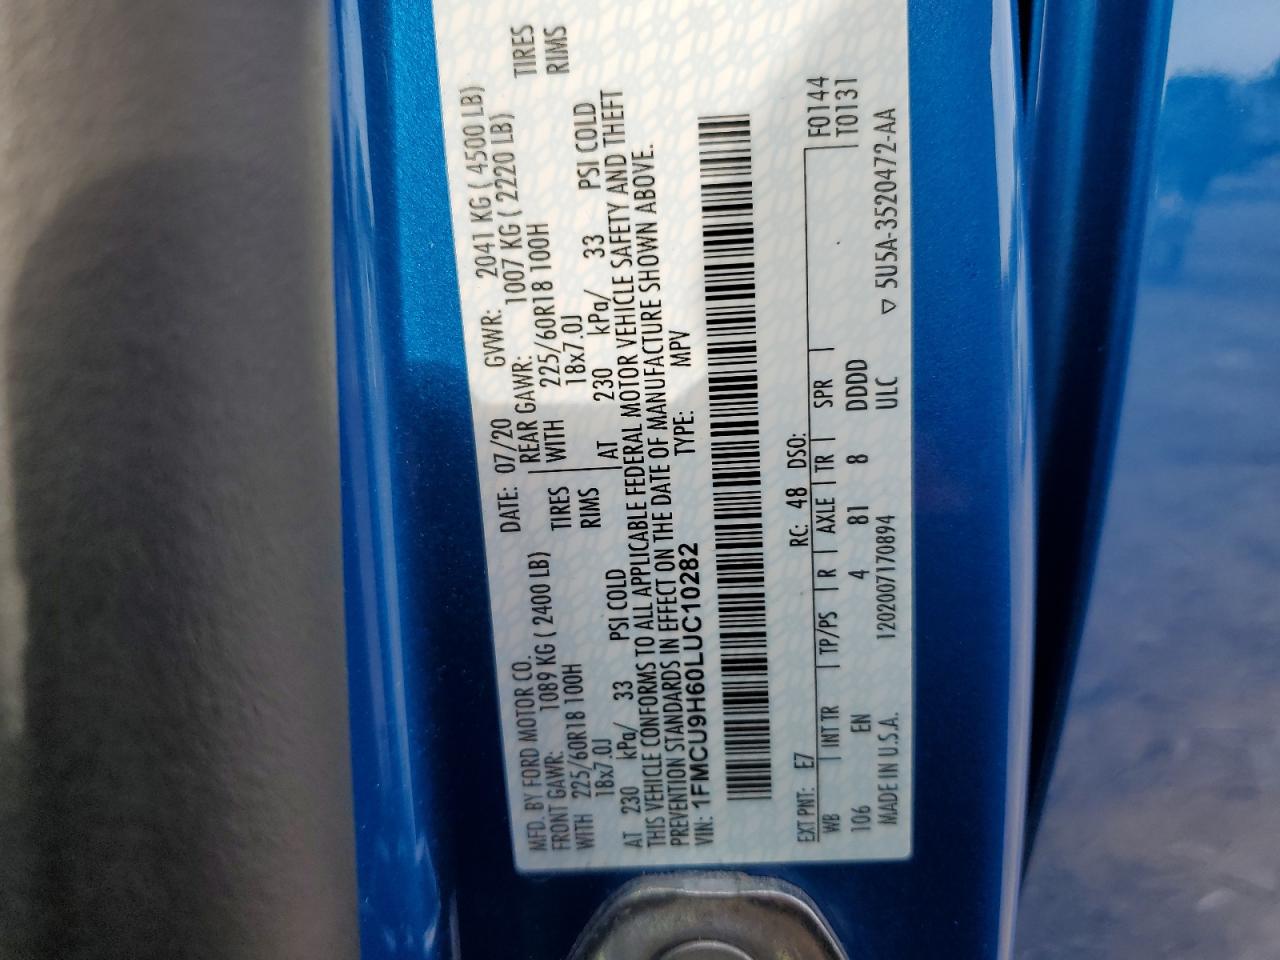 MFD. BY FORD MOTOR CO. DATE: 07/20 GVWR: 2041 KG ( 4500 LB)
FRONT GAWR: 1089 KG ( 2400 LB) REAR GAWR: 1007 KG ( 2220 LB)
WITH 225/60R18 100H TIRES WITH 225/60R18 100H TIRES
18x7.0J RIMS 18x7.0J RIMS
AT 230 kPa/ 33 PSI COLD AT 230 kPa/ 33 PSI COLD
THIS VEHICLE CONFORMS TO ALL APPLICABLE FEDERAL MOTOR VEHICLE SAFETY AND THEFT
PREVENTION STANDARDS IN EFFECT ON THE DATE OF MANUFACTURE SHOWN ABOVE.
VIN: 1FMCU9H60LUC10282 TYPE: MPV
EXT PNT: E7 RC: 48 DSO: F0144
WB INT TR TP/PS R AXLE TR SPR T0131
106 EN 4 81 8 DDDD
MADE IN U.S.A. 1202007170894 ULC ▽ 5U5A-3520472-AA